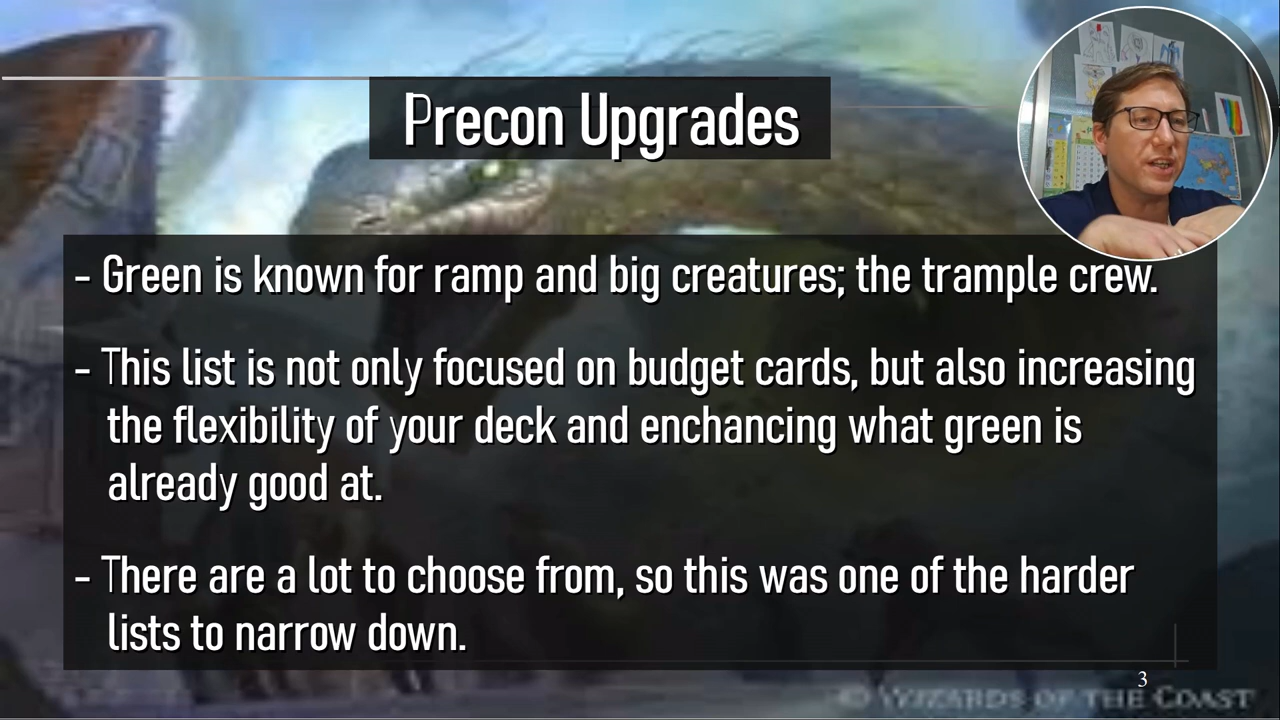 Precon Upgrades
- Green is known for ramp and big creatures; the trample crew.
- This list is not only focused on budget cards, but also increasing
the flexibility of your deck and enchancing what green is
already good at.
- There are a lot to choose from, so this was one of the harder
lists to narrow down.
3
© Wizards of the Coast